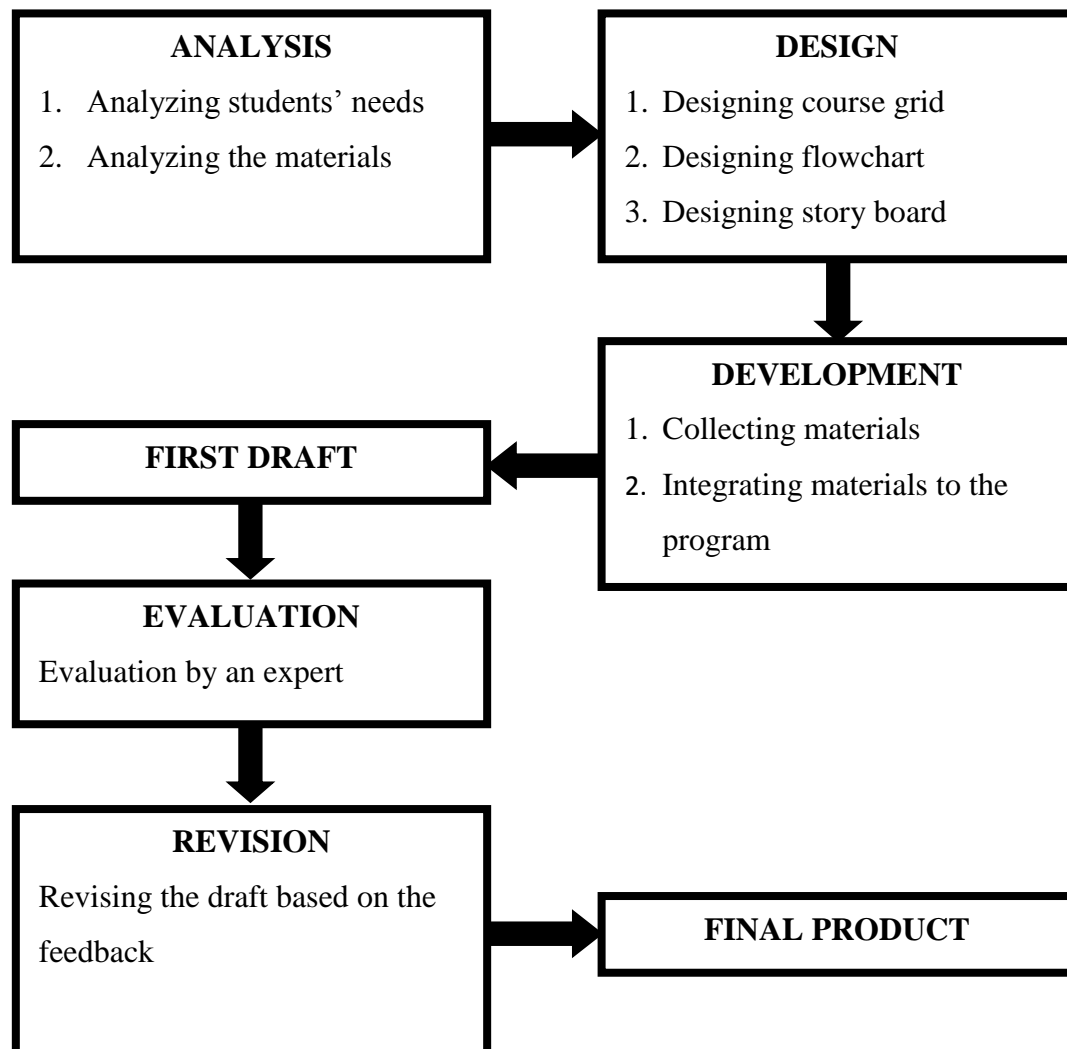 ANALYSIS
1. Analyzing students’ needs
2. Analyzing the materials
DESIGN
1. Designing course grid
2. Designing flowchart
3. Designing story board
DEVELOPMENT
1. Collecting materials
2. Integrating materials to the
program
FIRST DRAFT
EVALUATION
Evaluation by an expert
REVISION
Revising the draft based on the
feedback
FINAL PRODUCT